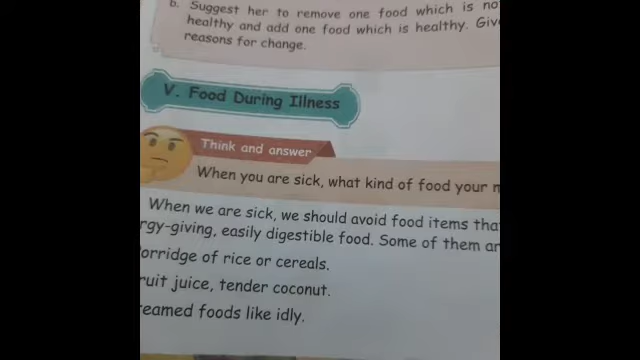 b. Suggest her to remove one food which is no
healthy and add one food which is healthy. Giv
reasons for change.
V. Food During Illness
Think and answer
When you are sick, what kind of food your m
When we are sick, we should avoid food items tha
rgy-giving, easily digestible food. Some of them ar
orridge of rice or cereals.
ruit juice, tender coconut.
eamed foods like idly.